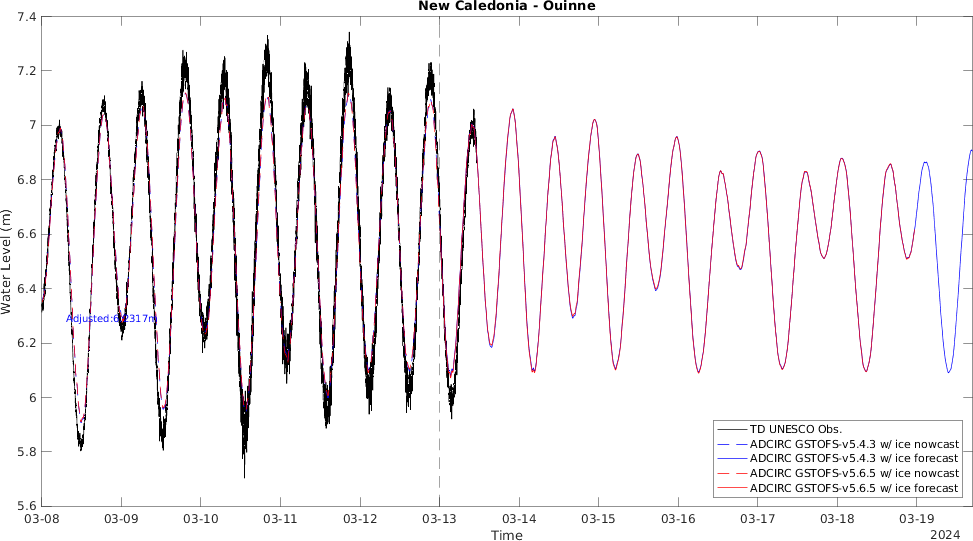 New Caledonia - Ouinne
7.4
7.2
7
6.8
6.6
6.4
6.2
6
5.8
5.6
Water Level (m)
Adjusted:6.2317m
TD UNESCO Obs.
ADCIRC GSTOFS-v5.4.3 w/ ice nowcast
ADCIRC GSTOFS-v5.4.3 w/ ice forecast
ADCIRC GSTOFS-v5.6.5 w/ ice nowcast
ADCIRC GSTOFS-v5.6.5 w/ ice forecast
03-08 03-09 03-10 03-11 03-12 03-13 03-14 03-15 03-16 03-17 03-18 03-19
Time
2024